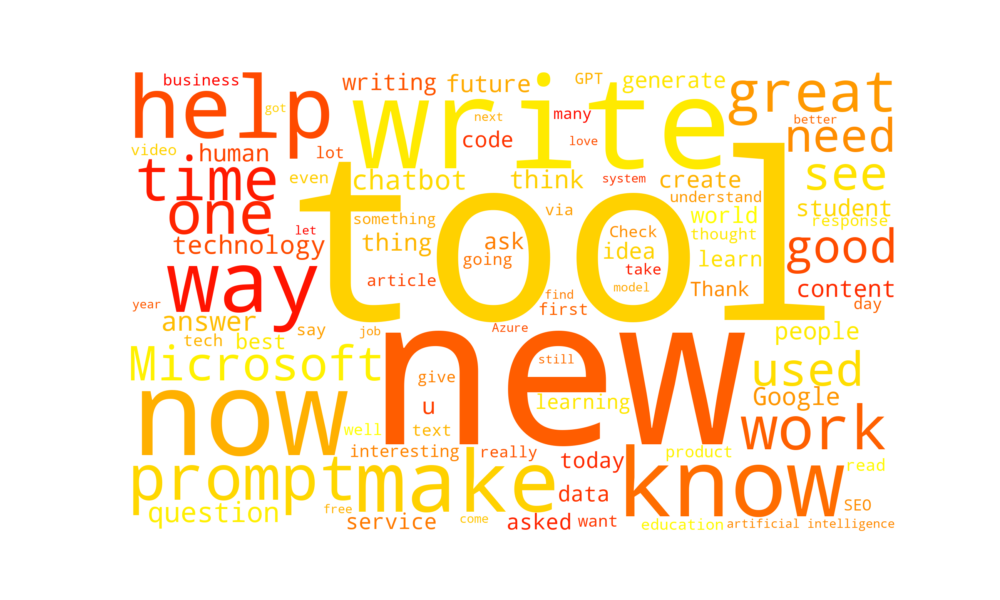 business
help
got
writing
future
GPT
generate
great
write
next
many
better
code
love
need
video
human
lot
time
even
chatbot
think
system
create
see
understand
one
tool
something
via
world
student
response
let
technology
thing
ask
Check
thought
good
going
idea
learn
way
article
take
model
Thank
content
year
find
first
day
answer
say
job
Azure
people
tech
best
new
Microsoft
still
used
give
now
u
learning
Google
work
well
text
interesting
really
today
product
read
prompt
make
data
know
question
free
service
come
asked
want
education
SEO
artificial intelligence